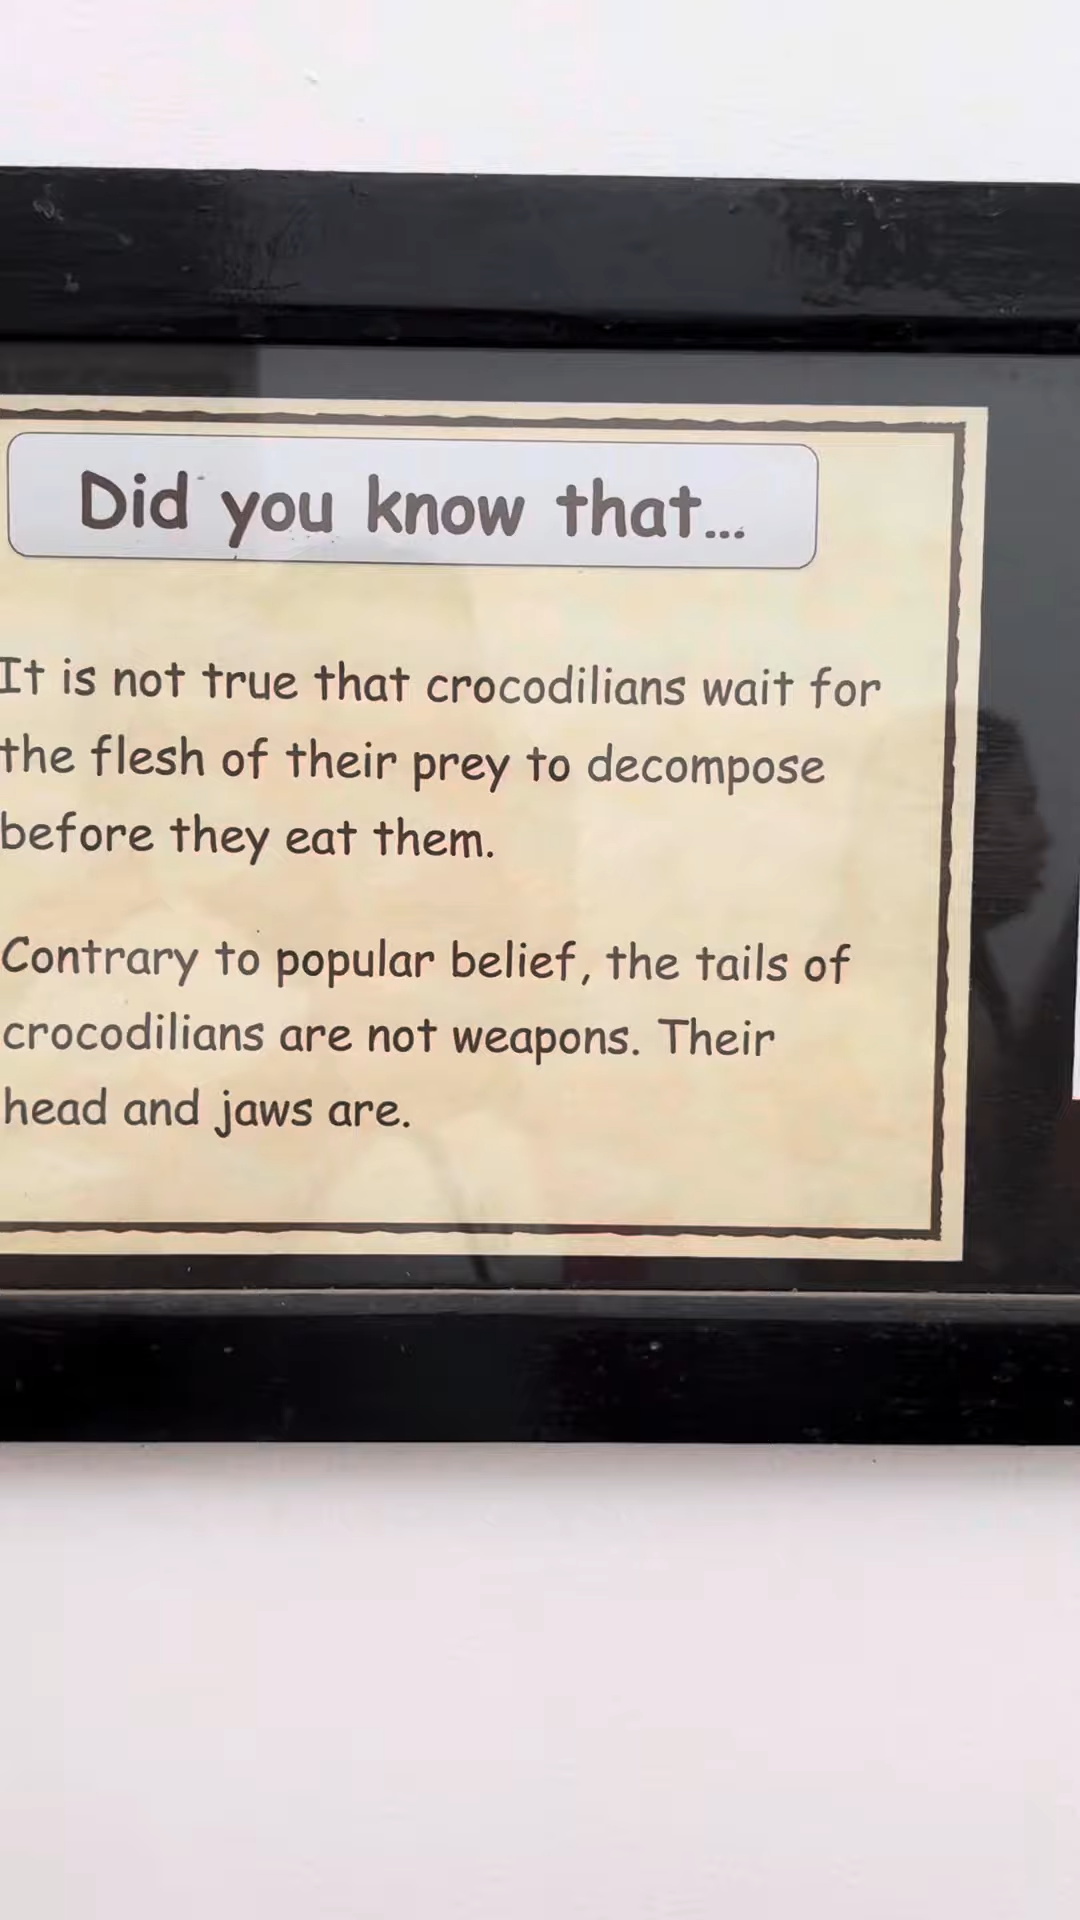 Did you know that...
It is not true that crocodilians wait for
the flesh of their prey to decompose
before they eat them.
Contrary to popular belief, the tails of
crocodilians are not weapons. Their
head and jaws are.